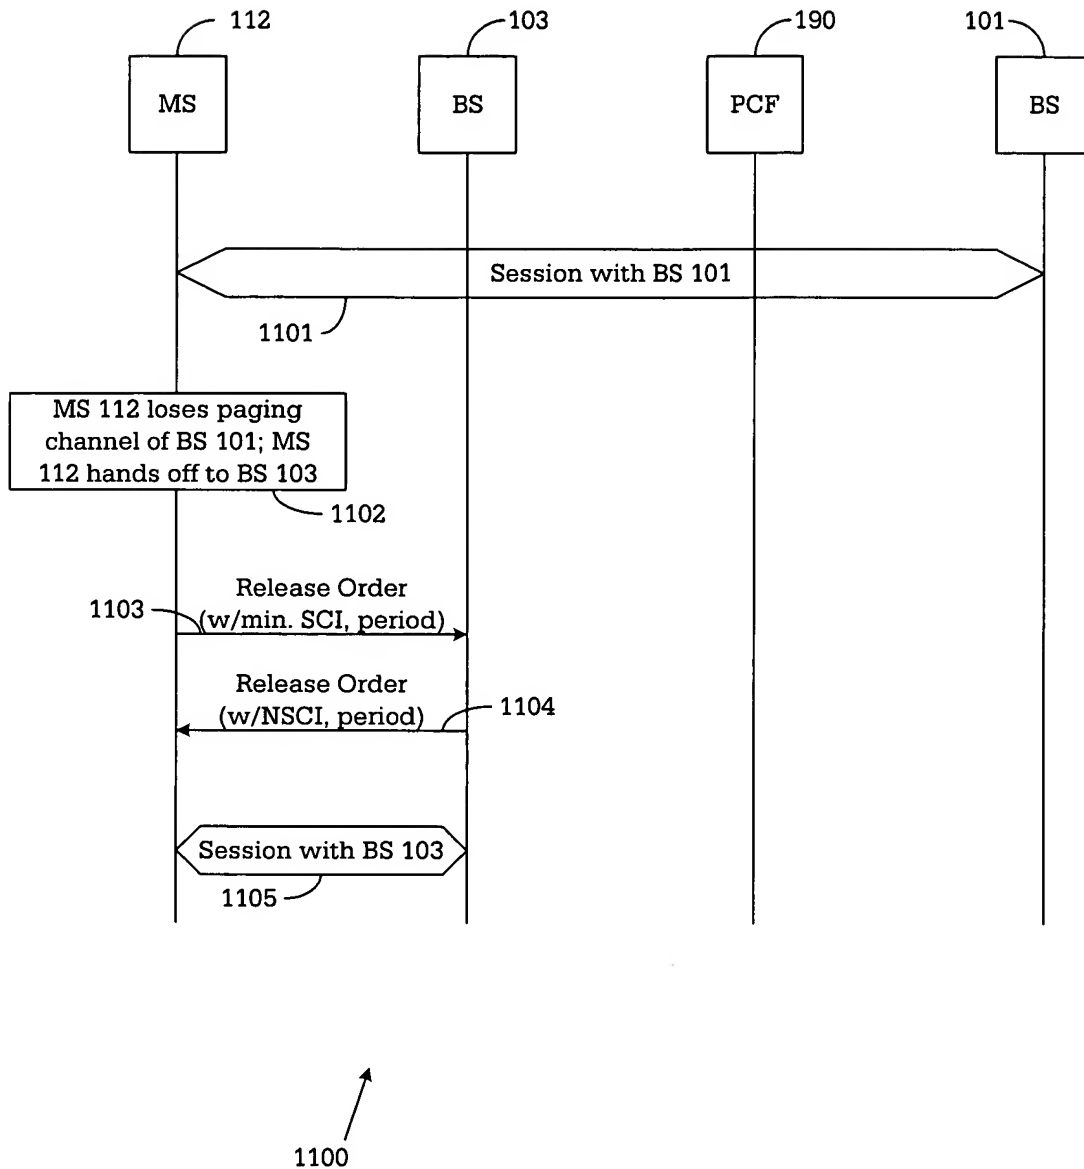 112
103
190
101
MS
BS
PCF
BS
Session with BS 101
1101
MS 112 loses paging
channel of BS 101; MS
112 hands off to BS 103
1102
Release Order
1103
(w/min. SCI, period)
Release Order
(w/NSCI, period)
1104
Session with BS 103
1105
1100